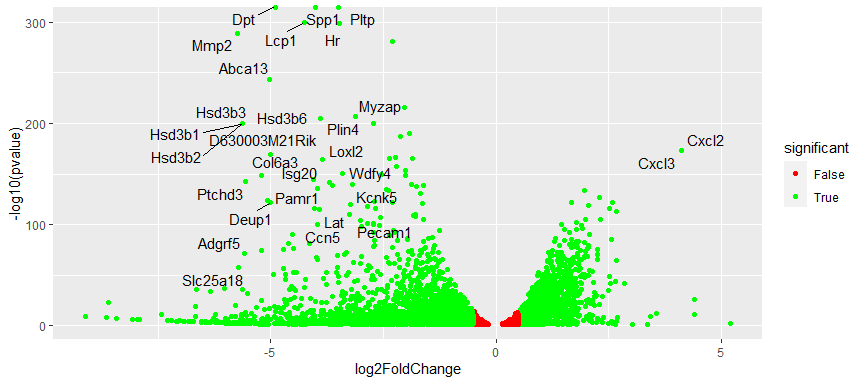 300
200
100
0
-log10(pvalue)
Dpt
Spp1
Pltp
Lcp1
Hr
Mmp2
Abca13
Myzap
Hsd3b3
Hsd3b6
Hsd3b1
Plin4
D630003M21Rik
Hsd3b2
Loxl2
Cxcl2
Col6a3
Cxcl3
Isg20
Wdfy4
Ptchd3
Pamr1
Kcnk5
Deup1
Lat
Pecam1
Adgrf5
Ccn5
Slc25a18
-5
0
5
log2FoldChange
significant
False
True